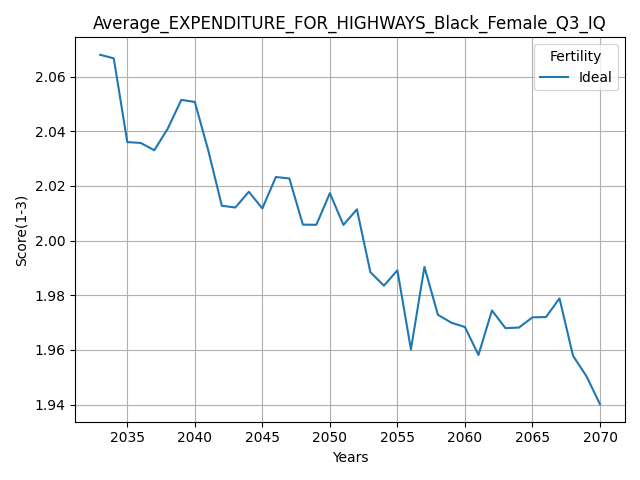 Average_EXPENDITURE_FOR_HIGHWAYS_Black_Female_Q3_IQ
Fertility
Ideal
2.06
2.04
2.02
2.00
1.98
1.96
1.94
Score(1-3)
2035 2040 2045 2050 2055 2060 2065 2070
Years